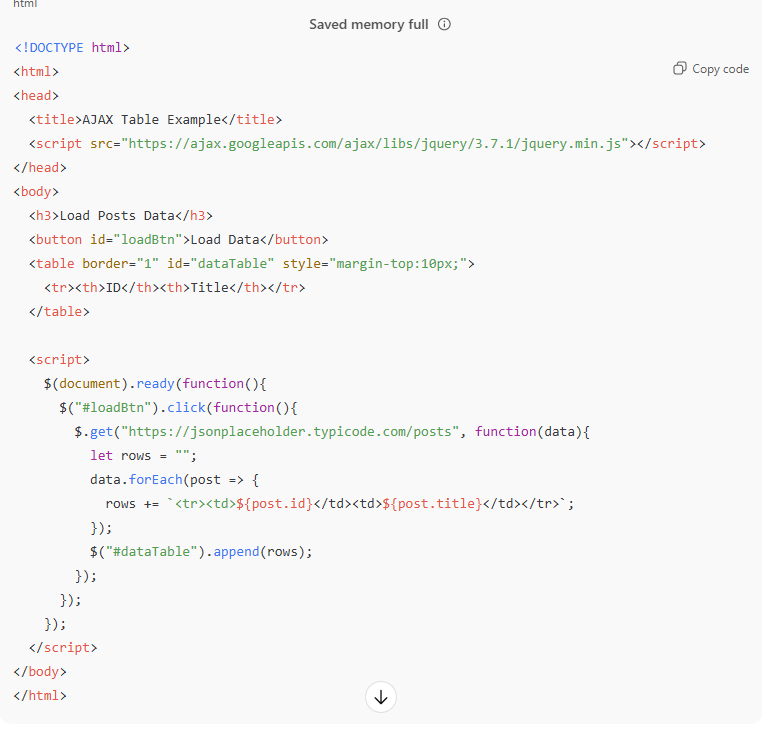 html
Saved memory full
<!DOCTYPE html>
<html>
Copy code
<head>
<title>AJAX Table Example</title>
<script src="https://ajax.googleapis.com/ajax/libs/jquery/3.7.1/jquery.min.js"></script>
</head>
<body>
<h3>Load Posts Data</h3>
<button id="loadBtn">Load Data</button>
<table border="1" id="dataTable" style="margin-top:10px;">
<tr><th>ID</th><th>Title</th></tr>
</table>
<script>
$(document).ready(function(){
$("#loadBtn").click(function(){
$.get("https://jsonplaceholder.typicode.com/posts", function(data){
let rows = "";
data.forEach(post => {
rows += `<tr><td>${post.id}</td><td>${post.title}</td></tr>`;
});
$("#dataTable").append(rows);
});
});
});
</script>
</body>
</html>